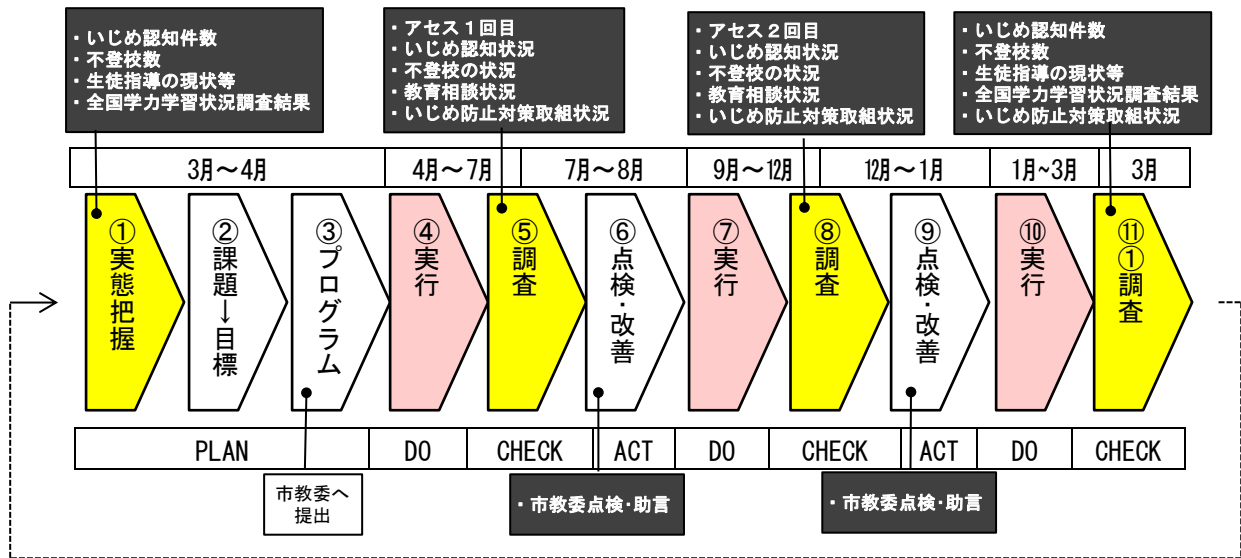 ・いじめ認知件数
・不登校数
・生徒指導の現状等
・全国学力学習状況調査結果
・アセス１回目
・いじめ認知状況
・不登校の状況
・教育相談状況
・いじめ防止対策取組状況
・アセス２回目
・いじめ認知状況
・不登校の状況
・教育相談状況
・いじめ防止対策取組状況
・いじめ認知件数
・不登校数
・生徒指導の現状等
・全国学力学習状況調査結果
・いじめ防止対策取組状況
3月～4月
4月～7月
7月～8月
9月～12月
12月～1月
1月~3月
3月
①実態把握
②課題→目標
③プログラム
④実行
⑤調査
⑥点検・改善
⑦実行
⑧調査
⑨点検・改善
⑩実行
⑪①調査
PLAN
DO
CHECK
ACT
DO
CHECK
ACT
DO
CHECK
市教委へ
提出
・市教委点検・助言
・市教委点検・助言